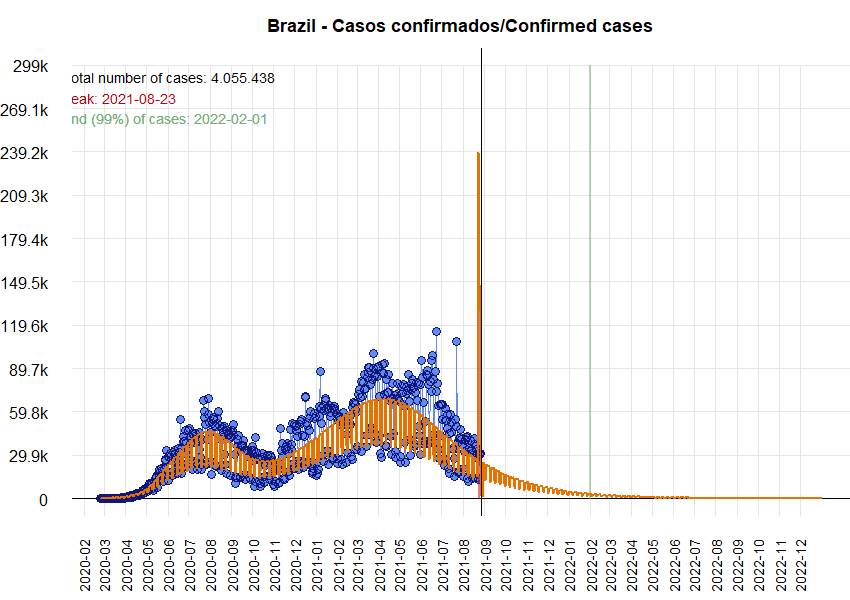 Brazil - Casos confirmados/Confirmed cases
299k
otal number of cases: 4.055.438
eak: 2021-08-23
269.1k
nd (99%) of cases: 2022-02-01
239.2k
209.3k
179.4k
149.5k
119.6k
89.7k
59.8k
29.9k
0
2020-02
2020-03
2020-04
2020-05
2020-06
2020-07
2020-08
2020-09
2020-10
2020-11
2020-12
2021-01
2021-02
2021-03
2021-04
2021-05
2021-06
2021-07
2021-08
2021-09
2021-10
2021-11
2021-12
2022-01
2022-02
2022-03
2022-04
2022-05
2022-06
2022-07
2022-08
2022-09
2022-10
2022-11
2022-12